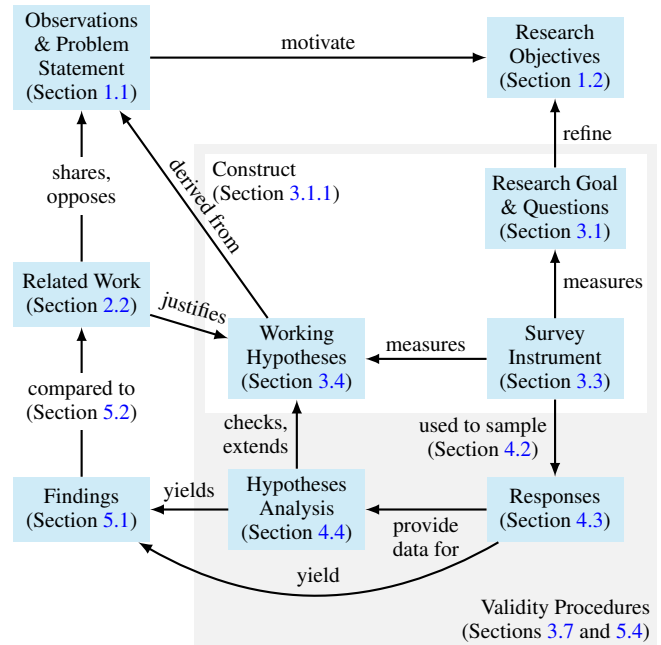 Observations
& Problem
Statement
(Section 1.1)
motivate
Research
Objectives
(Section 1.2)
refine
shares,
opposes
derived from
Construct
(Section 3.1.1)
Research Goal
& Questions
(Section 3.1)
measures
Related Work
(Section 2.2)
justifies
Working
Hypotheses
(Section 3.4)
measures
Survey
Instrument
(Section 3.3)
compared to
(Section 5.2)
checks,
extends
used to sample
(Section 4.2)
Findings
(Section 5.1)
yields
Hypotheses
Analysis
(Section 4.4)
provide
data for
Responses
(Section 4.3)
yield
Validity Procedures
(Sections 3.7 and 5.4)